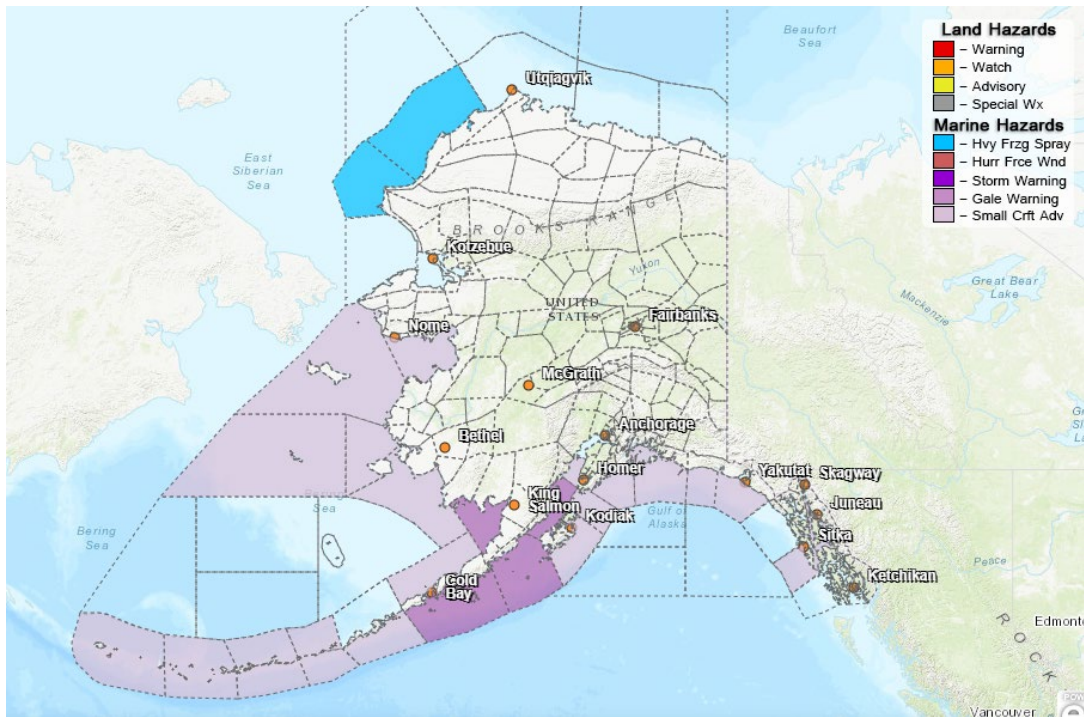 Land Hazards
– Warning
– Watch
– Advisory
– Special Wx
Marine Hazards
– Hvy Frzg Spray
– Hurr Frce Wnd
– Storm Warning
– Gale Warning
– Small Crft Adv
Beaufort
Sea
Utqiagvik
East
Siberian
Sea
BROOKS RANGE
Kotzebue
Yukon
Great Bear
Lake
Mackenzie
UNITED
STATES
Fairbanks
Nome
McGrath
Anchorage
Bethel
Homer
Yakutat
Skagway
King
Salmon
Juneau
Kodiak
Gulf of
Alaska
Sea
Bering
Sea
Sitka
Peace
Cold
Bay
Ketchikan
Edmont
ROCK
Vancouver